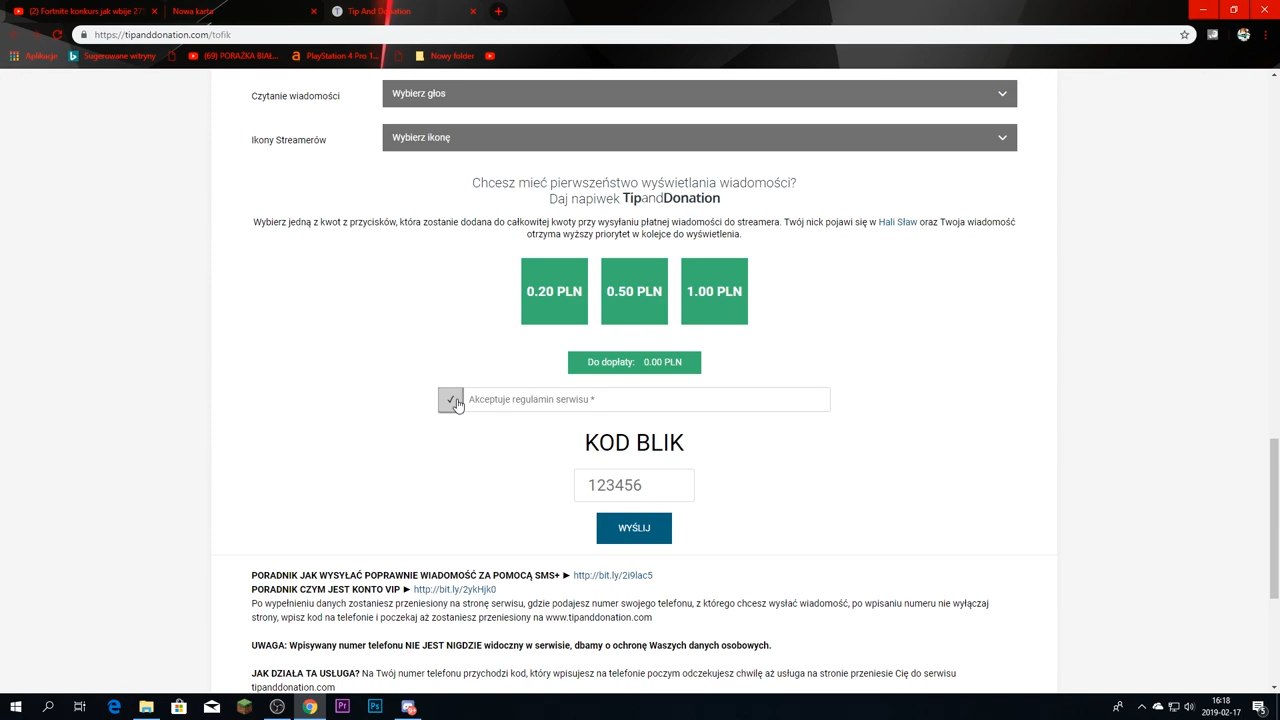 (2) Fortnite konkurs jak wbije 27
Nowa karta
Tip And Donation
https://tipanddonation.com/tofik
Aplikacje
Sugerowane witryny
(69) PORAŻKA BIAŁ...
PlayStation 4 Pro 1...
Nowy folder
Czytanie wiadomości
Wybierz głos
Ikony Streamerów
Wybierz ikonę
Chcesz mieć pierwszeństwo wyświetlania wiadomości?
Daj napiwek TipandDonation
Wybierz jedną z kwot z przycisków, która zostanie dodana do całkowitej kwoty przy wysyłaniu płatnej wiadomości do streamera. Twój nick pojawi się w Hali Sław oraz Twoja wiadomość
otrzyma wyższy priorytet w kolejce do wyświetlenia.
0.20 PLN 0.50 PLN 1.00 PLN
Do dopłaty: 0.00 PLN
Akceptuje regulamin serwisu *
KOD BLIK
123456
WYŚLIJ
PORADNIK JAK WYSYŁAĆ POPRAWNIE WIADOMOŚĆ ZA POMOCĄ SMS+ ► http://bit.ly/2i9lac5
PORADNIK CZYM JEST KONTO VIP ► http://bit.ly/2ykHjk0
Po wypełnieniu danych zostaniesz przeniesiony na stronę serwisu, gdzie podajesz numer swojego telefonu, z którego chcesz wysłać wiadomość, po wpisaniu numeru nie wyłączaj
strony, wpisz kod na telefonie i poczekaj aż zostaniesz przeniesiony na www.tipanddonation.com
UWAGA: Wpisywany numer telefonu NIE JEST NIGDZIE widoczny w serwisie, dbamy o ochronę Waszych danych osobowych.
JAK DZIAŁA TA USŁUGA? Na Twój numer telefonu przychodzi kod, który wpisujesz na telefonie poczym odczekujesz chwilę aż usługa na stronie przeniesie Cię do serwisu
tipanddonation.com
16:18
2019-02-17